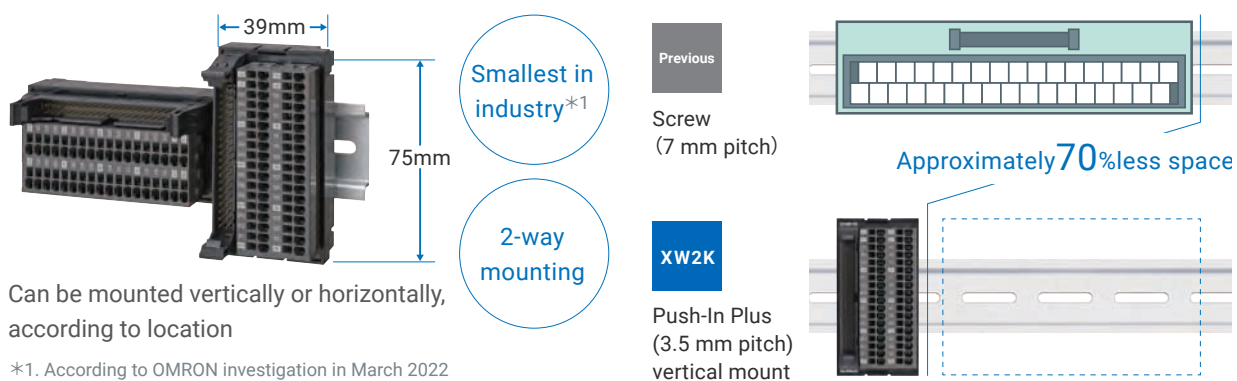 39mm
75mm
Smallest in
industry*1
2-way
mounting
Can be mounted vertically or horizontally,
according to location
*1. According to OMRON investigation in March 2022
Previous
Screw
(7 mm pitch)
Approximately 70%less space
XW2K
Push-In Plus
(3.5 mm pitch)
vertical mount